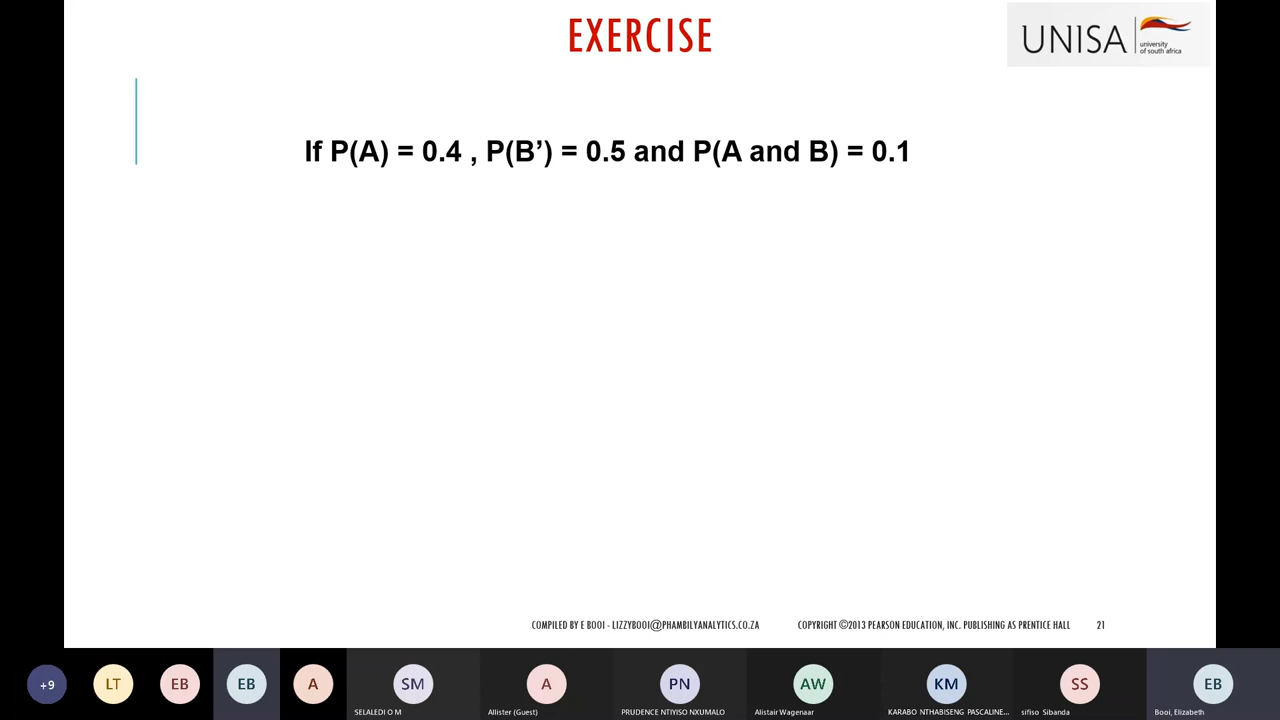 EXERCISE
UNISA
university
of south africa
If P(A) = 0.4 , P(B’) = 0.5 and P(A and B) = 0.1
COMPILED BY E BOOI - LIZZYBOOI@PHAMBILYANALYTICS.CO.ZA
COPYRIGHT ©2013 PEARSON EDUCATION, INC. PUBLISHING AS PRENTICE HALL
21
+9
LT
EB
EB
A
SM
A
PN
AW
KM
SS
EB
SELALEDI O M
Allister (Guest)
PRUDENCE NTIYISO NXUMALO
Alistair Wagenaar
KARABO NTHABISENG PASCALINE...
sifiso Sibanda
Booi, Elizabeth